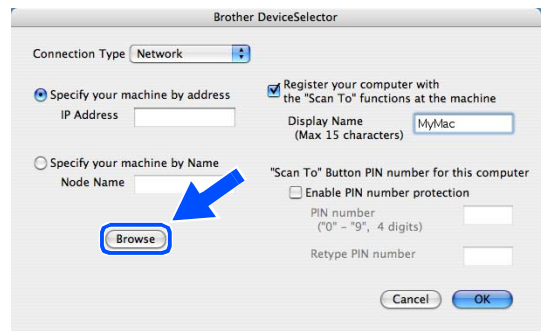 Brother DeviceSelector
Connection Type Network
Specify your machine by address
IP Address
Specify your machine by Name
Node Name
Browse
Register your computer with
the "Scan To" functions at the machine
Display Name MyMac
(Max 15 characters)
"Scan To" Button PIN number for this computer
Enable PIN number protection
PIN number
("0" - "9", 4 digits)
Retype PIN number
Cancel OK